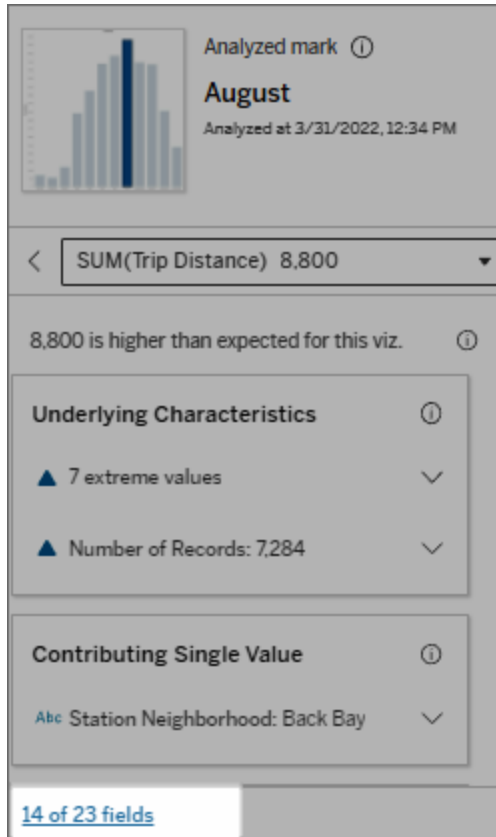 Analyzed mark
August
Analyzed at 3/31/2022, 12:34 PM
SUM(Trip Distance) 8,800
8,800 is higher than expected for this viz.
Underlying Characteristics
7 extreme values
Number of Records: 7,284
Contributing Single Value
Abc Station Neighborhood: Back Bay
14 of 23 fields